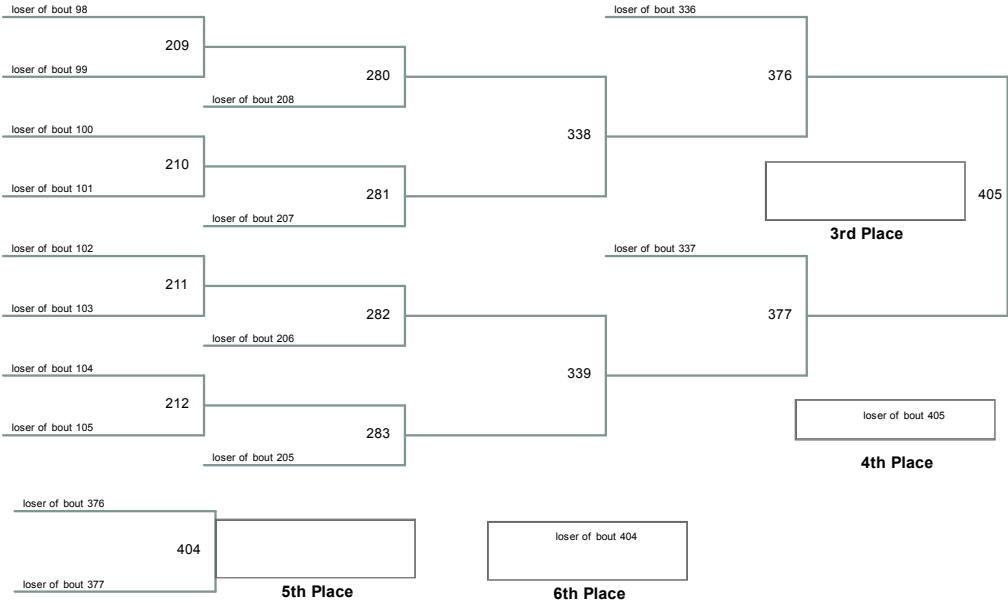 loser of bout 98
loser of bout 336
209
loser of bout 99
280
376
loser of bout 208
loser of bout 100
338
210
loser of bout 101
281
405
loser of bout 207
3rd Place
loser of bout 102
loser of bout 337
211
loser of bout 103
282
377
loser of bout 206
loser of bout 104
339
212
loser of bout 105
283
loser of bout 405
loser of bout 205
4th Place
loser of bout 376
404
loser of bout 404
loser of bout 377
5th Place
6th Place